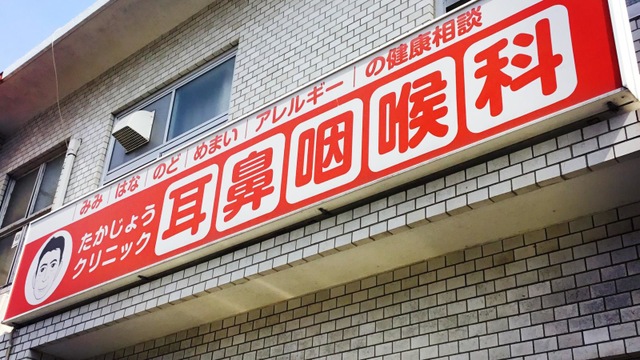 みみ｜はな｜のど｜めまい｜アレルギー｜の健康相談
たかじょう
クリニック
耳鼻咽喉科